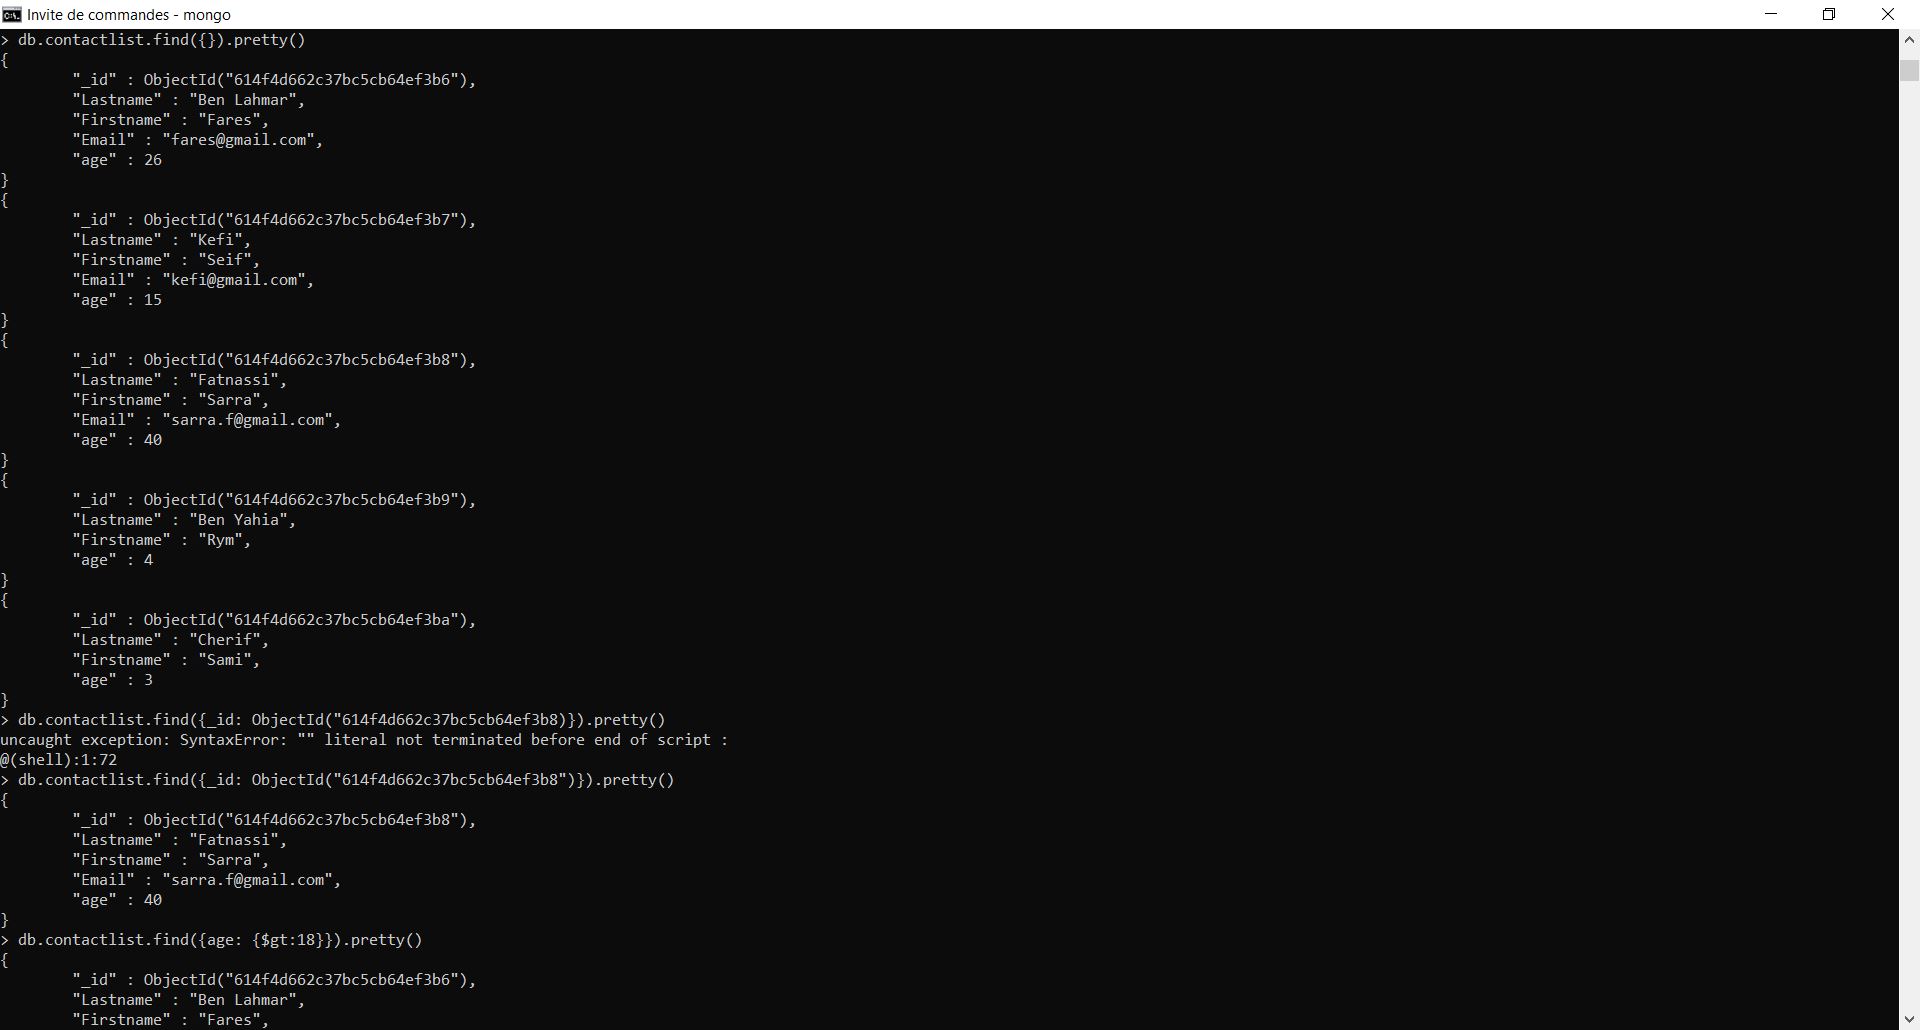 Invite de commandes - mongo
> db.contactlist.find({}).pretty()
{
        "_id" : ObjectId("614f4d662c37bc5cb64ef3b6"),
        "Lastname" : "Ben Lahmar",
        "Firstname" : "Fares",
        "Email" : "fares@gmail.com",
        "age" : 26
}
{
        "_id" : ObjectId("614f4d662c37bc5cb64ef3b7"),
        "Lastname" : "Kefi",
        "Firstname" : "Seif",
        "Email" : "kefi@gmail.com",
        "age" : 15
}
{
        "_id" : ObjectId("614f4d662c37bc5cb64ef3b8"),
        "Lastname" : "Fatnassi",
        "Firstname" : "Sarra",
        "Email" : "sarra.f@gmail.com",
        "age" : 40
}
{
        "_id" : ObjectId("614f4d662c37bc5cb64ef3b9"),
        "Lastname" : "Ben Yahia",
        "Firstname" : "Rym",
        "age" : 4
}
{
        "_id" : ObjectId("614f4d662c37bc5cb64ef3ba"),
        "Lastname" : "Cherif",
        "Firstname" : "Sami",
        "age" : 3
}
> db.contactlist.find({_id: ObjectId("614f4d662c37bc5cb64ef3b8)}).pretty()
uncaught exception: SyntaxError: "" literal not terminated before end of script :
@(shell):1:72
> db.contactlist.find({_id: ObjectId("614f4d662c37bc5cb64ef3b8")}).pretty()
{
        "_id" : ObjectId("614f4d662c37bc5cb64ef3b8"),
        "Lastname" : "Fatnassi",
        "Firstname" : "Sarra",
        "Email" : "sarra.f@gmail.com",
        "age" : 40
}
> db.contactlist.find({age: {$gt:18}}).pretty()
{
        "_id" : ObjectId("614f4d662c37bc5cb64ef3b6"),
        "Lastname" : "Ben Lahmar",
        "Firstname" : "Fares",